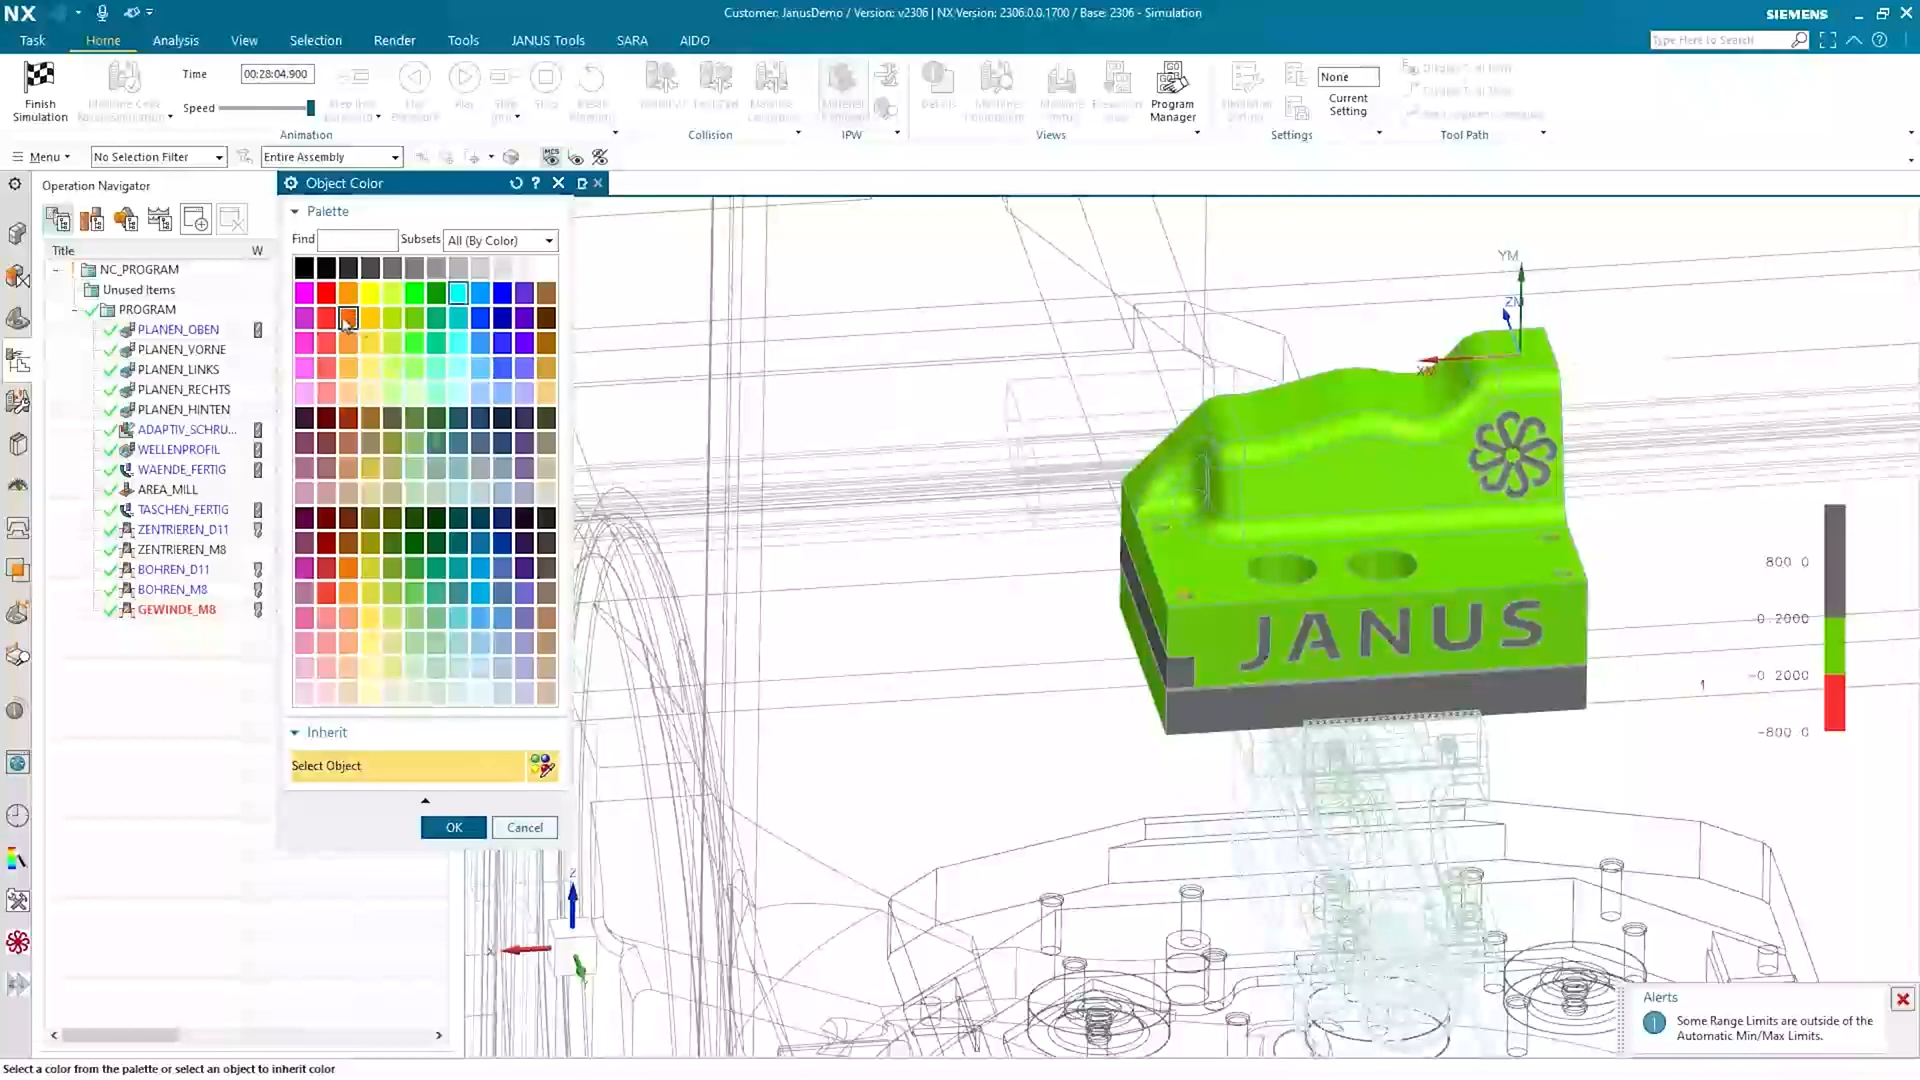 NX
Customer: JanusDemo / Version: v2306 | NX Version: 2306.0.0.1700 / Base: 2306 - Simulation
SIEMENS
Task Home Analysis View Selection Render Tools JANUS Tools SARA AIDO
Type Here to Search
Time 00:28:04.900
Speed
Finish Simulation
Play
Stop
Details
Program Manager
None
Current Setting
Animation Collision IPW Views Settings Tool Path
Menu No Selection Filter Entire Assembly
MCS
Operation Navigator
Title W
NC_PROGRAM
Unused Items
PROGRAM
PLANEN_OBEN
PLANEN_VORNE
PLANEN_LINKS
PLANEN_RECHTS
PLANEN_HINTEN
ADAPTIV_SCHRU...
WELLENPROFIL
WAENDE_FERTIG
AREA_MILL
TASCHEN_FERTIG
ZENTRIEREN_D11
ZENTRIEREN_M8
BOHREN_D11
BOHREN_M8
GEWINDE_M8
Object Color
Palette
Find Subsets All (By Color)
Inherit
Select Object
OK Cancel
YM
ZM
XM
JANUS
800 0
0.2000
-0 2000
-800 0
1
Z
X
Alerts
Some Range Limits are outside of the
Automatic Min/Max Limits.
Select a color from the palette or select an object to inherit color